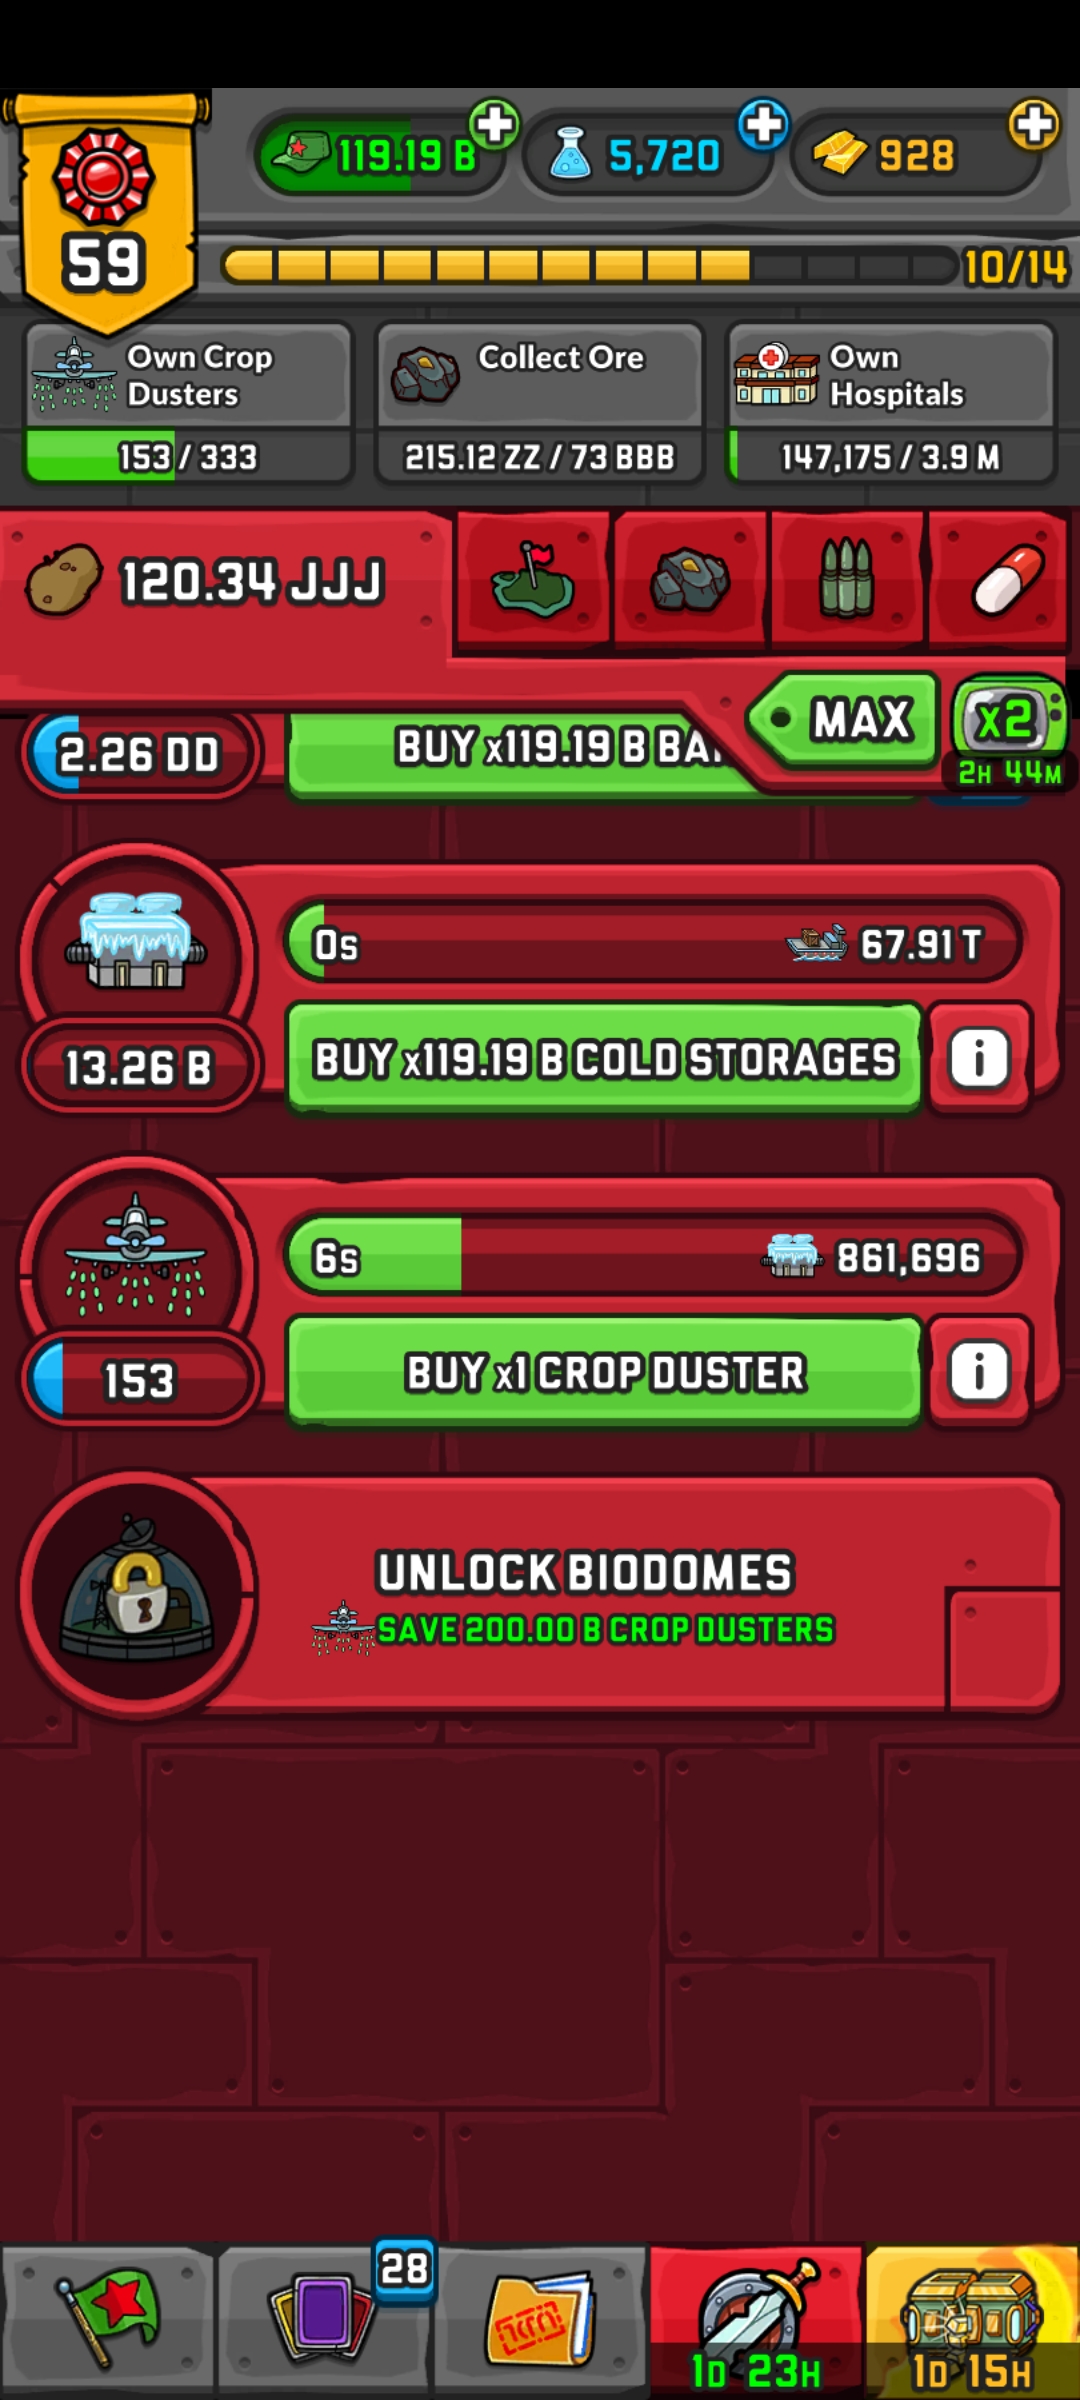 119.19 B
5,720
928
59
10/14
Own Crop
Dusters
153 / 333
Collect Ore
215.12 ZZ / 73 BBB
Own
Hospitals
147,175 / 3.9 M
120.34 JJJ
MAX
x2
2H 44M
2.26 DD
BUY x119.19 B BA
0s
67.91 T
13.26 B
BUY x119.19 B COLD STORAGES
i
6s
861,696
153
BUY x1 CROP DUSTER
i
UNLOCK BIODOMES
SAVE 200.00 B CROP DUSTERS
28
1D 23H
1D 15H